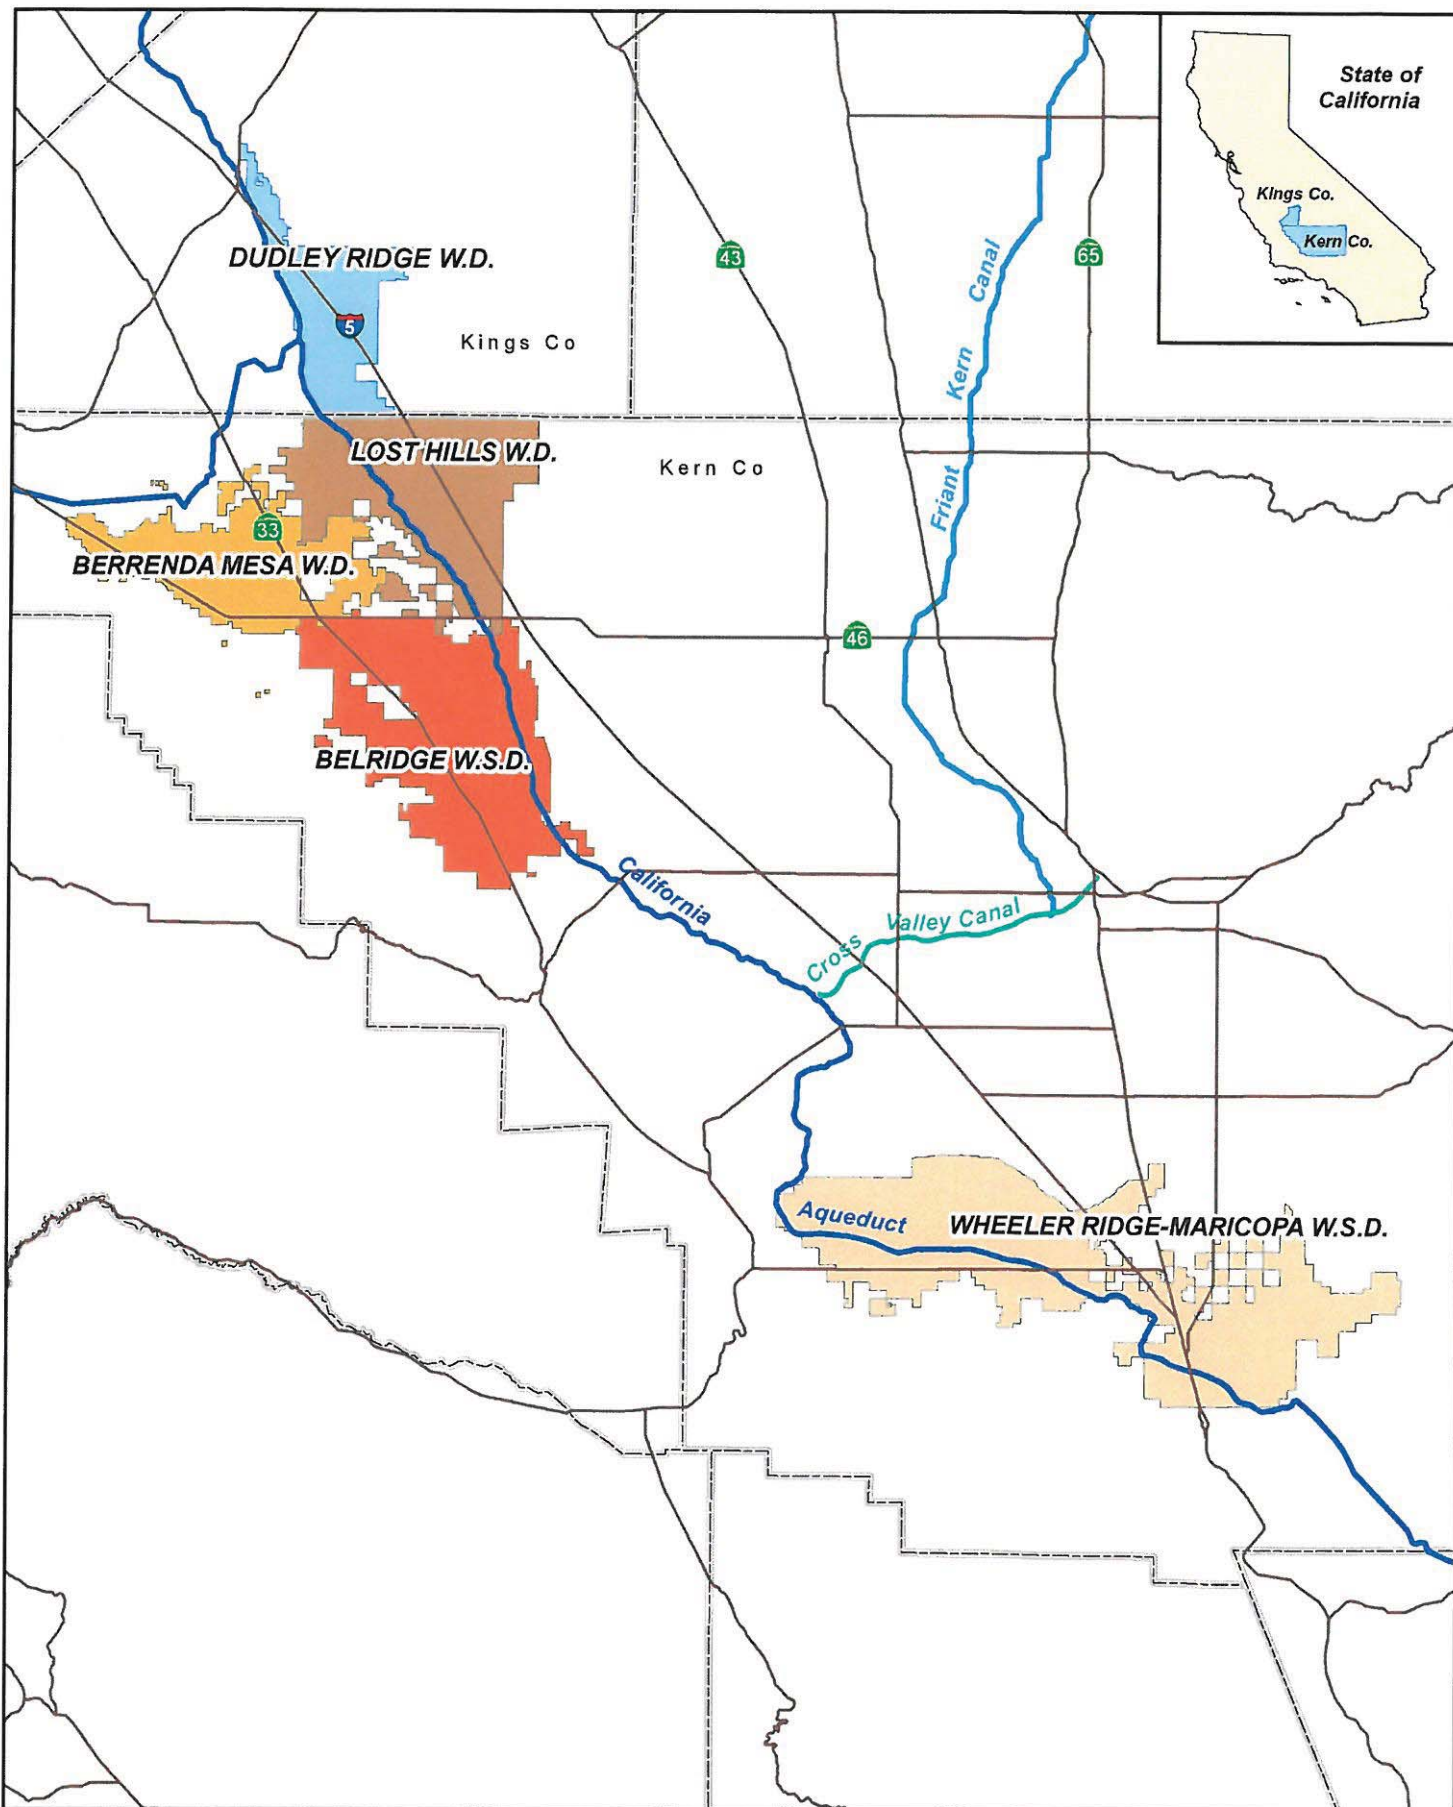 State of
California
Kings Co.
Kern Co.
DUDLEY RIDGE W.D.
43
65
5
Kings Co
Friant Kern Canal
LOST HILLS W.D.
Kern Co
33
BERRENDA MESA W.D.
46
BELRIDGE W.S.D.
California
Cross Valley Canal
Aqueduct
WHEELER RIDGE-MARICOPA W.S.D.